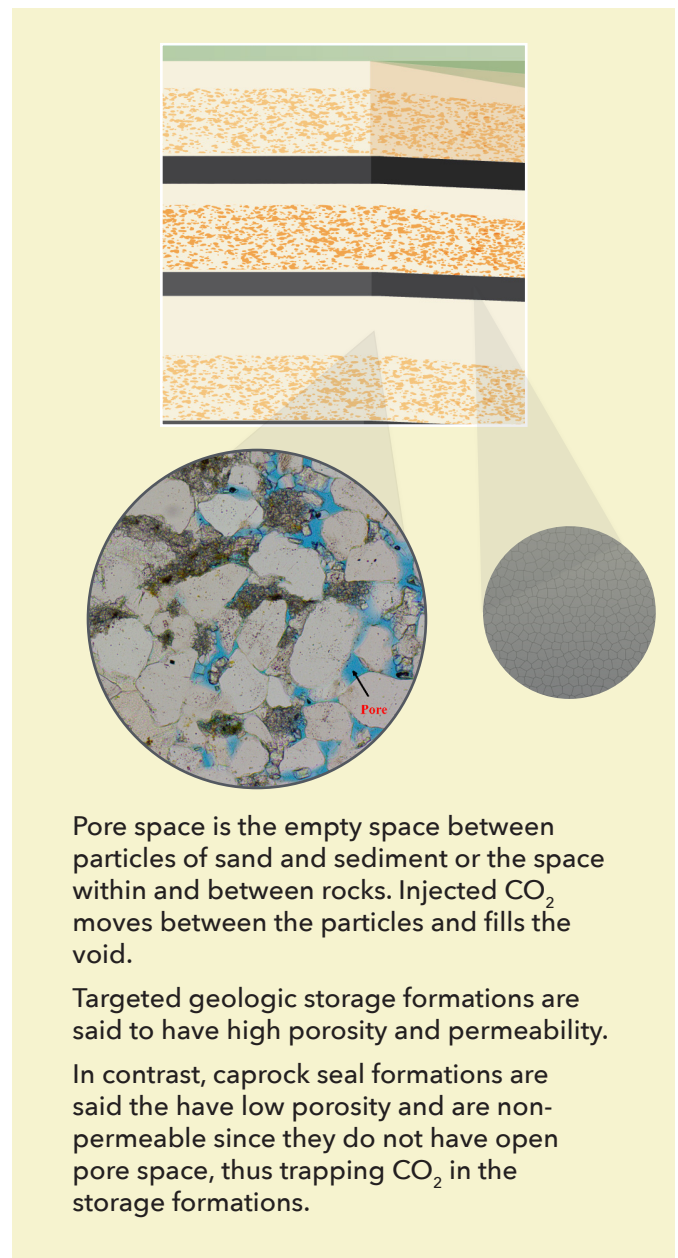 Pore
Pore space is the empty space between
particles of sand and sediment or the space
within and between rocks. Injected CO2
moves between the particles and fills the
void.
Targeted geologic storage formations are
said to have high porosity and permeability.
In contrast, caprock seal formations are
said the have low porosity and are non-
permeable since they do not have open
pore space, thus trapping CO2 in the
storage formations.